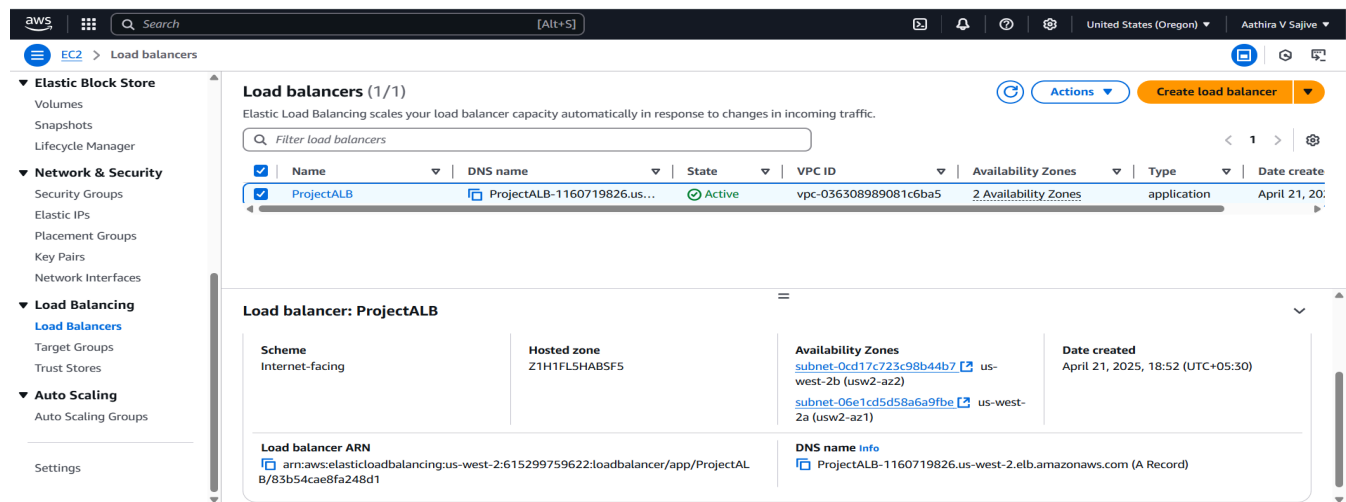 aws Search [Alt+S] United States (Oregon) Aathira V Sajive
EC2 > Load balancers
Elastic Block Store
Volumes
Snapshots
Lifecycle Manager
Network & Security
Security Groups
Elastic IPs
Placement Groups
Key Pairs
Network Interfaces
Load Balancing
Load Balancers
Target Groups
Trust Stores
Auto Scaling
Auto Scaling Groups
Settings
Load balancers (1/1)
Actions
Create load balancer
Elastic Load Balancing scales your load balancer capacity automatically in response to changes in incoming traffic.
Filter load balancers
< 1 >
Name DNS name State VPC ID Availability Zones Type Date create
ProjectALB ProjectALB-1160719826.us... Active vpc-036308989081c6ba5 2 Availability Zones application April 21, 20
Load balancer: ProjectALB
Scheme
Internet-facing
Hosted zone
Z1H1FL5HABSF5
Availability Zones
subnet-0cd17c723c98b44b7 us-
west-2b (usw2-az2)
subnet-06e1cd5d58a6a9fbe us-west-
2a (usw2-az1)
Date created
April 21, 2025, 18:52 (UTC+05:30)
Load balancer ARN
arn:aws:elasticloadbalancing:us-west-2:615299759622:loadbalancer/app/ProjectAL
B/83b54cae8fa248d1
DNS name Info
ProjectALB-1160719826.us-west-2.elb.amazonaws.com (A Record)